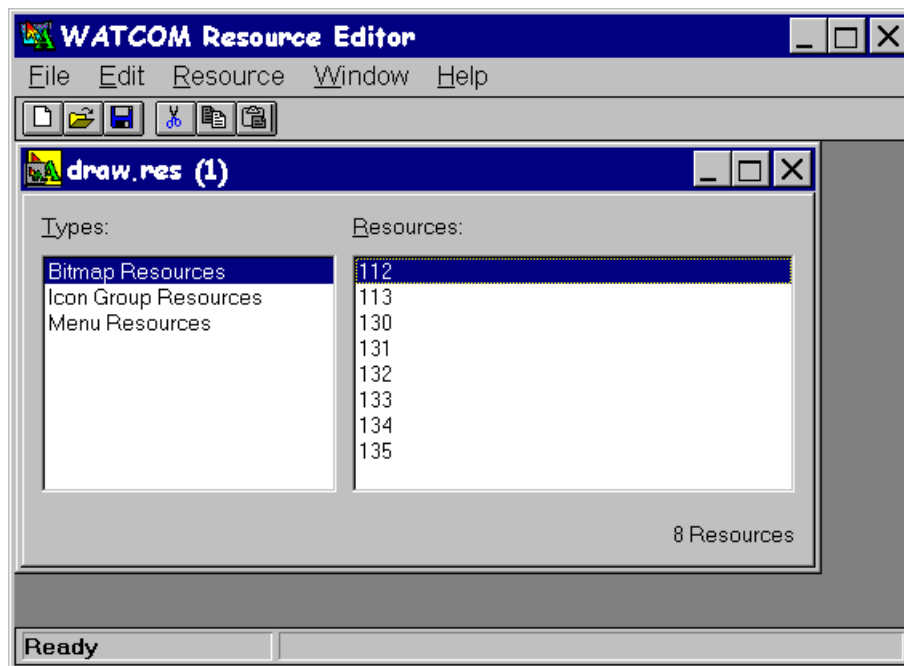 WATCOM Resource Editor
File Edit Resource Window Help
draw.res (1)
Types: Resources:
Bitmap Resources 112
Icon Group Resources 113
Menu Resources 130
131
132
133
134
135
8 Resources
Ready